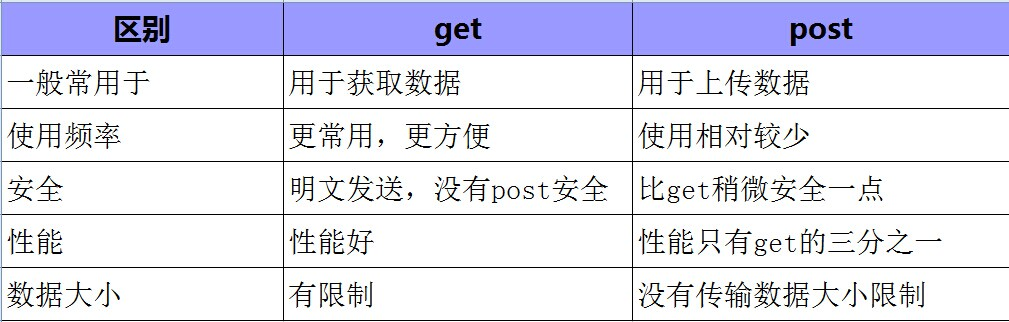 区别 get post
一般常用于 用于获取数据 用于上传数据
使用频率 更常用，更方便 使用相对较少
安全 明文发送，没有post安全 比get稍微安全一点
性能 性能好 性能只有get的三分之一
数据大小 有限制 没有传输数据大小限制